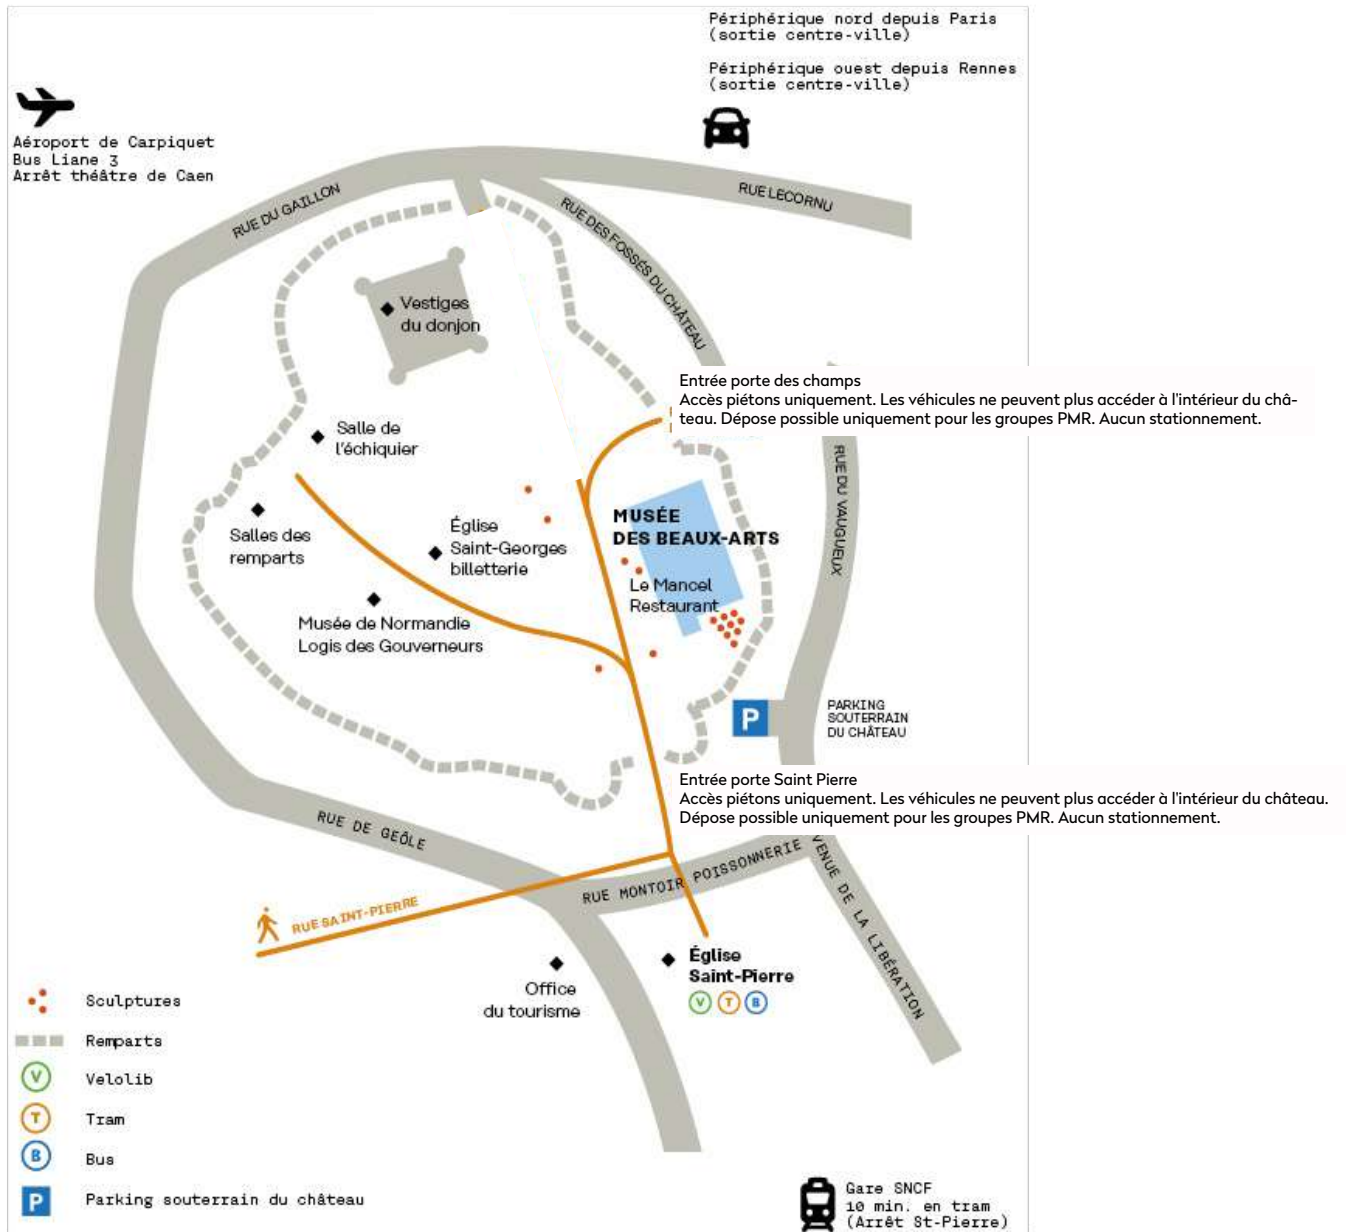 Périphérique nord depuis Paris
(sortie centre-ville)
Périphérique ouest depuis Rennes
(sortie centre-ville)
Aéroport de Carpiquet
Bus Liane 3
Arrêt théâtre de Caen
RUE DU GAILLON
RUE LECORNU
RUE DES FOSSÉS DU CHÂTEAU
Vestiges
du donjon
Entrée porte des champs
Accès piétons uniquement. Les véhicules ne peuvent plus accéder à l'intérieur du châ-
teau. Dépose possible uniquement pour les groupes PMR. Aucun stationnement.
Salle de
l'échiquier
RUE DU VAUGUEUX
Salles des
remparts
Église
Saint-Georges
billetterie
MUSÉE
DES BEAUX-ARTS
Le Mancel
Restaurant
Musée de Normandie
Logis des Gouverneurs
P
PARKING
SOUTERRAIN
DU CHÂTEAU
Entrée porte Saint Pierre
Accès piétons uniquement. Les véhicules ne peuvent plus accéder à l'intérieur du château.
Dépose possible uniquement pour les groupes PMR. Aucun stationnement.
RUE DE GEÔLE
RUE MONTOIR POISSONNERIE
VENUE DE LA LIBÉRATION
RUE SAINT-PIERRE
Église
Saint-Pierre
V T B
Office
du tourisme
Sculptures
Remparts
V Velolib
T Tram
B Bus
P Parking souterrain du château
Gare SNCF
10 min. en tram
(Arrêt St-Pierre)